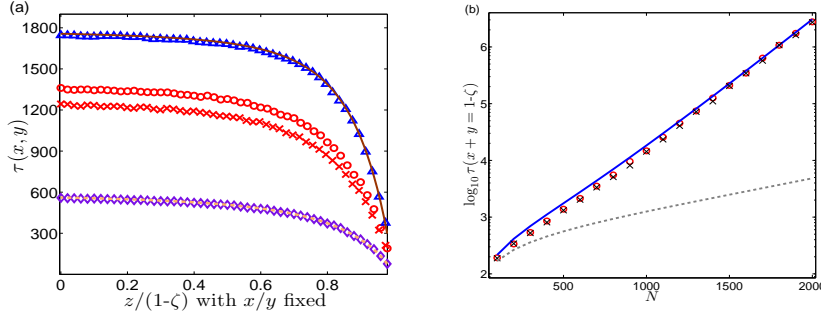 (a)
τ(x, y)
1800
1500
1200
900
600
300
0 0.2 0.4 0.6 0.8
z/(1-ζ) with x/y fixed
(b)
log₁₀ τ(x + y = 1-ζ)
6
5
4
3
2
500 1000 1500 2000
N